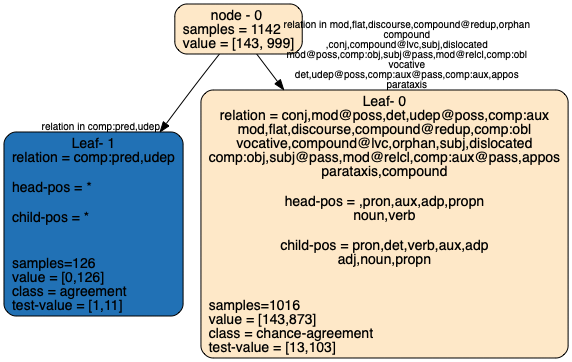 node - 0
samples = 1142
value = [143, 999]
relation in mod,flat,discourse,compound@redup,orphan
compound
,conj,compound@lvc,subj,dislocated
mod@poss,comp:obj,subj@pass,mod@relcl,comp:obl
vocative
det,udep@poss,comp:aux@pass,comp:aux,appos
parataxis
relation in comp:pred,udep
Leaf- 1
relation = comp:pred,udep
head-pos = *
child-pos = *
samples=126
value = [0,126]
class = agreement
test-value = [1,11]
Leaf- 0
relation = conj,mod@poss,det,udep@poss,comp:aux
mod,flat,discourse,compound@redup,comp:obl
vocative,compound@lvc,orphan,subj,dislocated
comp:obj,subj@pass,mod@relcl,comp:aux@pass,appos
parataxis,compound
head-pos = ,pron,aux,adp,propn
noun,verb
child-pos = pron,det,verb,aux,adp
adj,noun,propn
samples=1016
value = [143,873]
class = chance-agreement
test-value = [13,103]